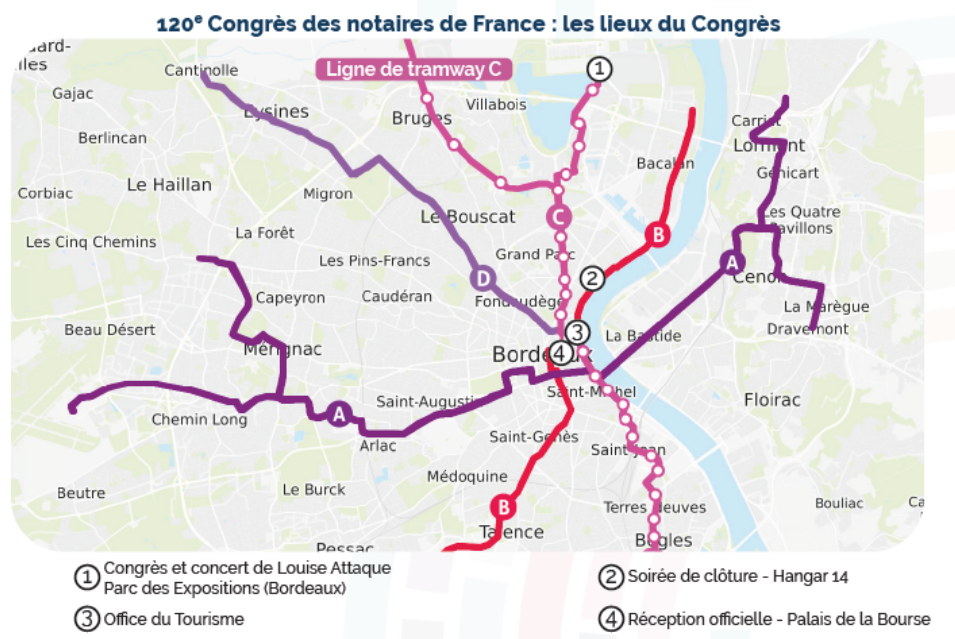 120e Congrès des notaires de France : les lieux du Congrès
Cantinolle
Ligne de tramway C
1
Gajac
Eysines
Villabois
Bruges
Carriet
Berlincan
Lormont
Bacalan
Génicart
Corbiac
Le Haillan
Migron
Le Bouscat
C
Les Quatre
Pavillons
La Forêt
B
Les Cinq Chemins
Grand Parc
Les Pins-Francs
A
D
2
Cenon
Capeyron
Caudéran
Fondaudège
La Marègue
Beau Désert
3
La Bastide
Dravemont
Mérignac
Bordeaux
4
Saint-Augustin
Saint-Michel
Floirac
Chemin Long
A
Arlac
Saint-Genès
Saint-Jean
Médoquine
Beutre
Le Burck
B
Terres Neuves
Bouliac
Talence
Bègles
Pessac
1 Congrès et concert de Louise Attaque
Parc des Expositions (Bordeaux)
2 Soirée de clôture - Hangar 14
3 Office du Tourisme
4 Réception officielle - Palais de la Bourse